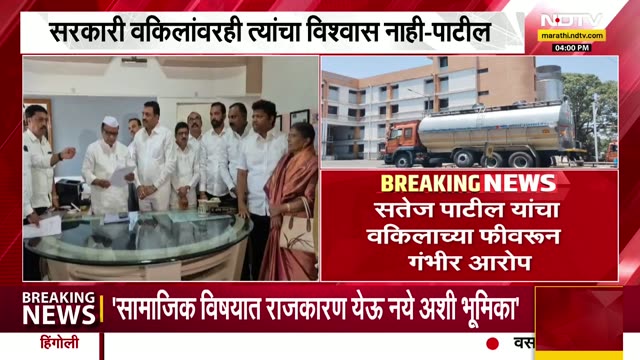 सरकारी वकिलांवरही त्यांचा विश्वास नाही-पाटील
NDTV
marathi.ndtv.com
04:00 PM
BREAKING NEWS
सतेज पाटील यांचा
वकिलाच्या फीवरून
गंभीर आरोप
BREAKING
NEWS
'सामाजिक विषयात राजकारण येऊ नये अशी भूमिका'
हिंगोली
वस